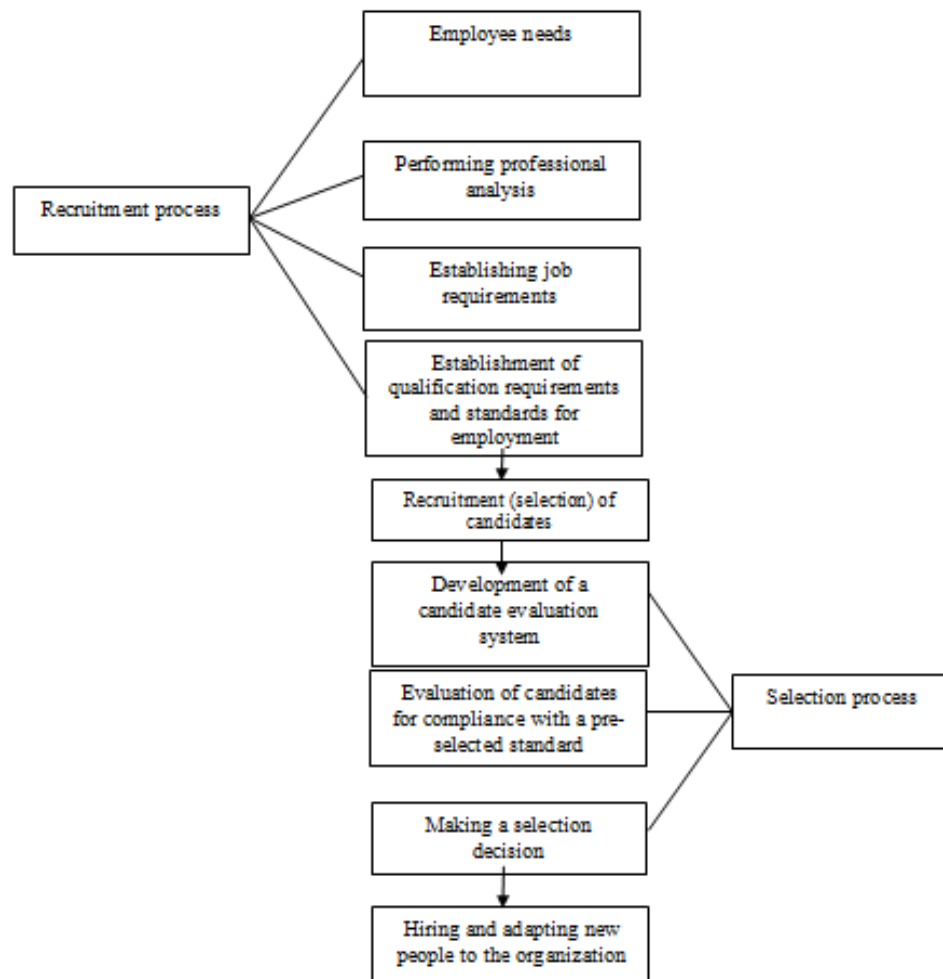 Employee needs
Performing professional
analysis
Recruitment process
Establishing job
requirements
Establishment of
qualification requirements
and standards for
employment
Recruitment (selection) of
candidates
Development of a
candidate evaluation
system
Evaluation of candidates
for compliance with a pre-
selected standard
Selection process
Making a selection
decision
Hiring and adapting new
people to the organization